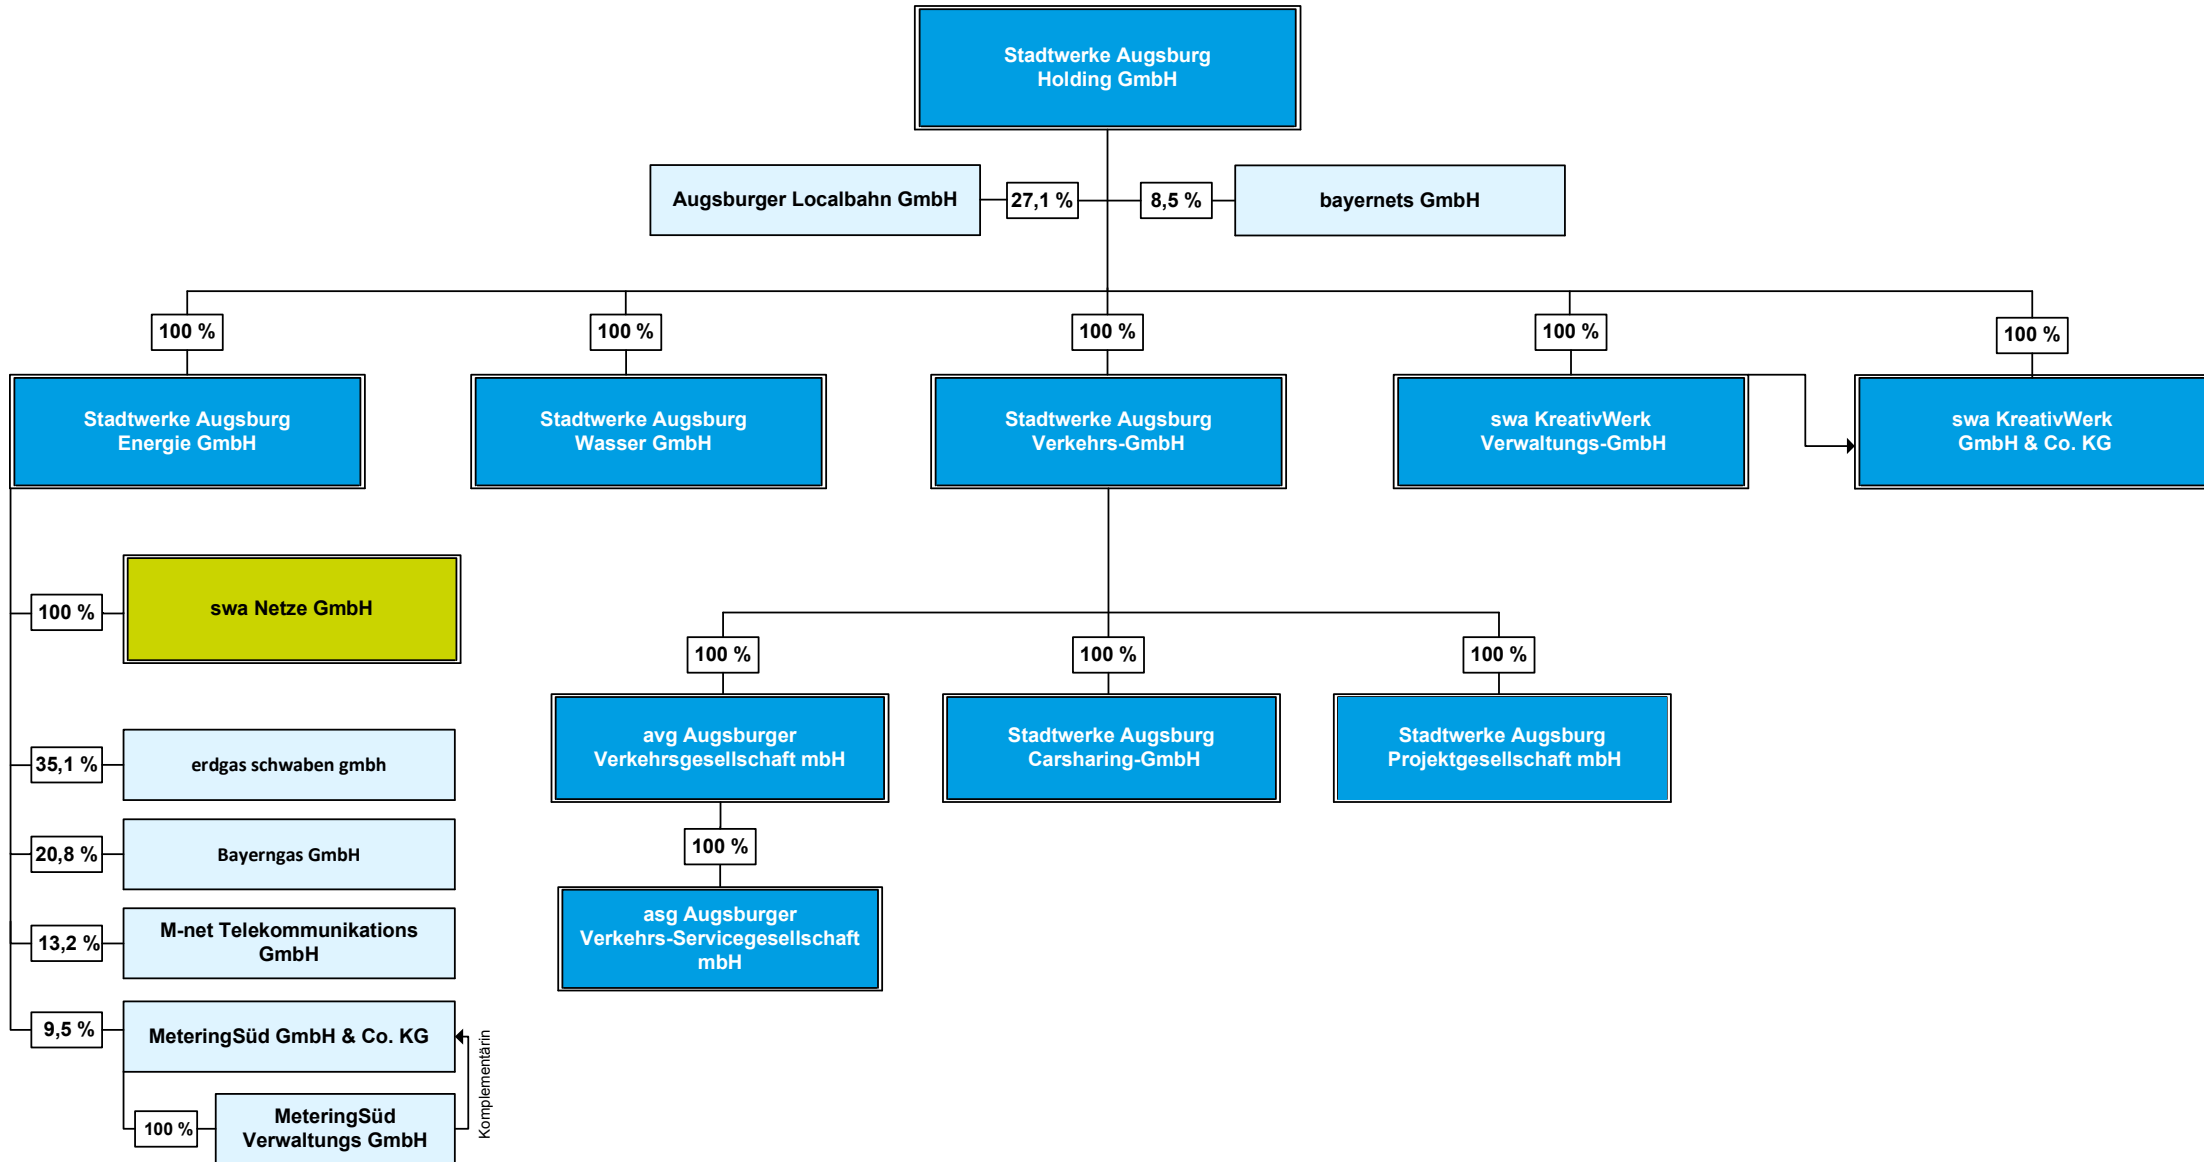 Stadtwerke Augsburg
Holding GmbH
Augsburger Localbahn GmbH
27,1 %
8,5 %
bayernets GmbH
100 %
100 %
100 %
100 %
100 %
Stadtwerke Augsburg
Energie GmbH
Stadtwerke Augsburg
Wasser GmbH
Stadtwerke Augsburg
Verkehrs-GmbH
swa KreativWerk
Verwaltungs-GmbH
swa KreativWerk
GmbH & Co. KG
100 %
swa Netze GmbH
100 %
100 %
100 %
35,1 %
erdgas schwaben gmbh
avg Augsburger
Verkehrsgesellschaft mbH
Stadtwerke Augsburg
Carsharing-GmbH
Stadtwerke Augsburg
Projektgesellschaft mbH
20,8 %
Bayerngas GmbH
100 %
13,2 %
M-net Telekommunikations
GmbH
asg Augsburger
Verkehrs-Servicegesellschaft
mbH
9,5 %
MeteringSüd GmbH & Co. KG
Komplementärin
100 %
MeteringSüd
Verwaltungs GmbH